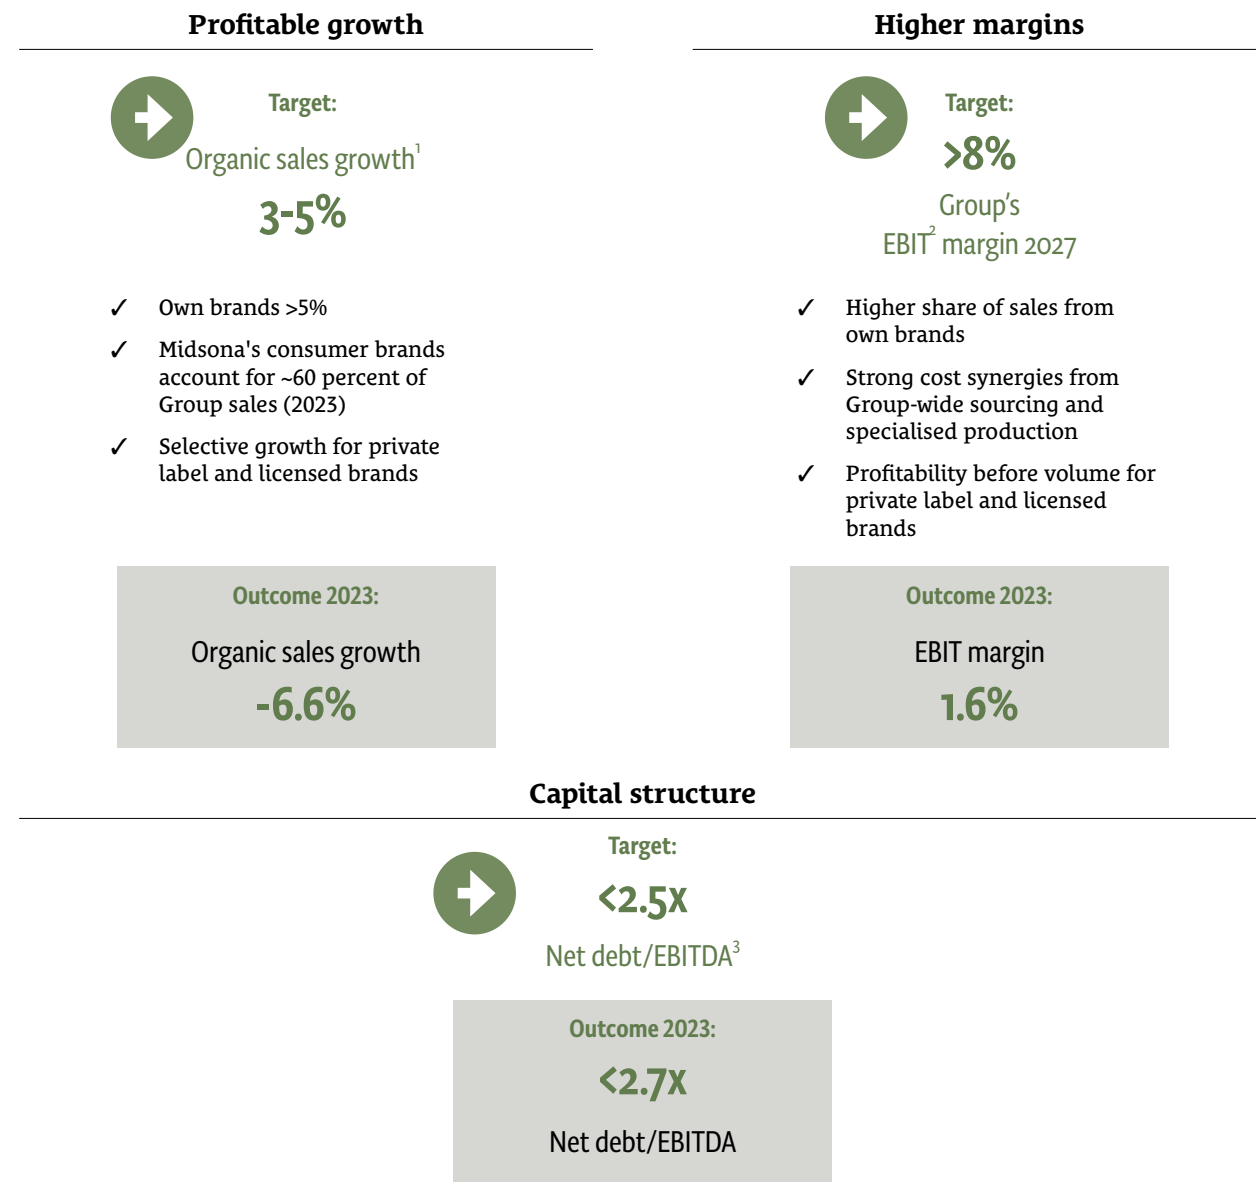 Profitable growth
Target:
Organic sales growth¹
3-5%
✓ Own brands >5%
✓ Midsona's consumer brands
account for ~60 percent of
Group sales (2023)
✓ Selective growth for private
label and licensed brands
Outcome 2023:
Organic sales growth
-6.6%
Higher margins
Target:
>8%
Group's
EBIT² margin 2027
✓ Higher share of sales from
own brands
✓ Strong cost synergies from
Group-wide sourcing and
specialised production
✓ Profitability before volume for
private label and licensed
brands
Outcome 2023:
EBIT margin
1.6%
Capital structure
Target:
<2.5x
Net debt/EBITDA³
Outcome 2023:
<2.7x
Net debt/EBITDA